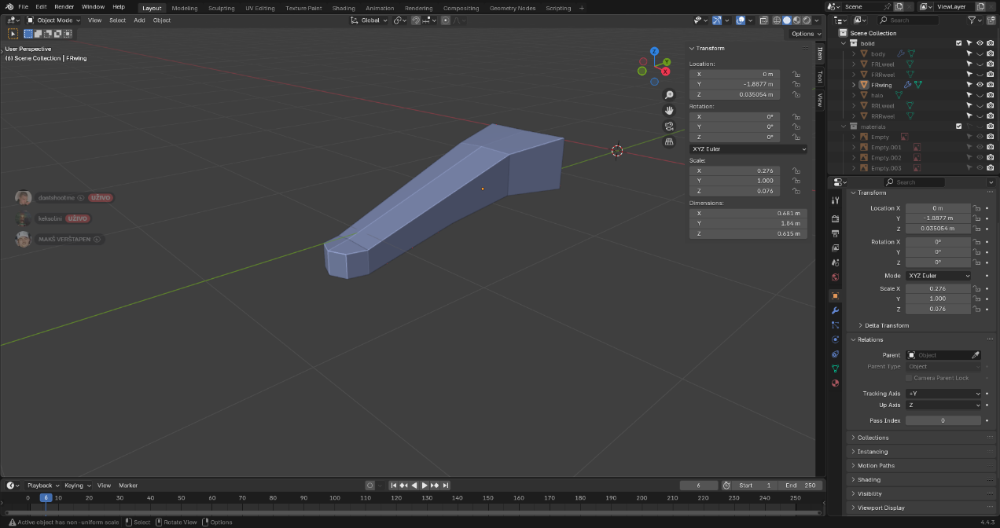 File Edit Render Window Help Layout Modeling Sculpting UV Editing Texture Paint Shading Animation Rendering Compositing Geometry Nodes Scripting + Scene ViewLayer
Object Mode View Select Add Object Global Search
Options
User Perspective
(6) Scene Collection | FRwing
Z
Y
X
Transform
Location:
X 0 m
Y -1.8877 m
Z 0.035054 m
Rotation:
X 0°
Y 0°
Z 0°
XYZ Euler
Scale:
X 0.276
Y 1.000
Z 0.076
Dimensions:
X 0.681 m
Y 1.84 m
Z 0.615 m
Item
Tool
View
dontshootme UŽIVO
keksolini UŽIVO
MAKŠ VERŠTAPEN
Scene Collection
bolid
body
FRLweel
FRRweel
FRwing
halo
RRLweel
RRRweel
materials
Empty
Empty.001
Empty.002
Empty.003
Search
Transform
Location X 0 m
Y -1.8877 m
Z 0.035054 m
Rotation X 0°
Y 0°
Z 0°
Mode XYZ Euler
Scale X 0.276
Y 1.000
Z 0.076
Delta Transform
Relations
Parent Object
Parent Type Object
Camera Parent Lock
Tracking Axis +Y
Up Axis Z
Pass Index 0
Collections
Instancing
Motion Paths
Shading
Visibility
Viewport Display
Playback Keying View Marker 6 Start 1 End 250
0 6 10 20 30 40 50 60 70 80 90 100 110 120 130 140 150 160 170 180 190 200 210 220 230 240 250
Active object has non-uniform scale Select Rotate View Options 4.4.3